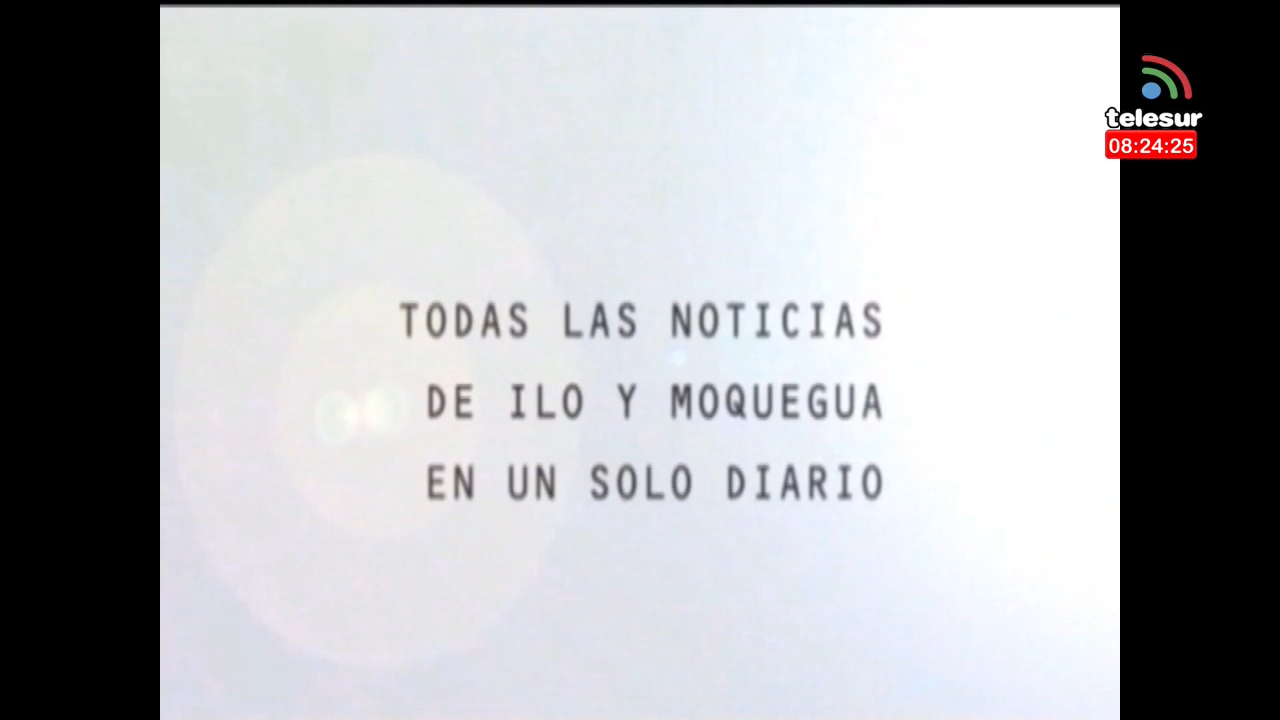 telesur
08:24:25
TODAS LAS NOTICIAS
DE ILO Y MOQUEGUA
EN UN SOLO DIARIO